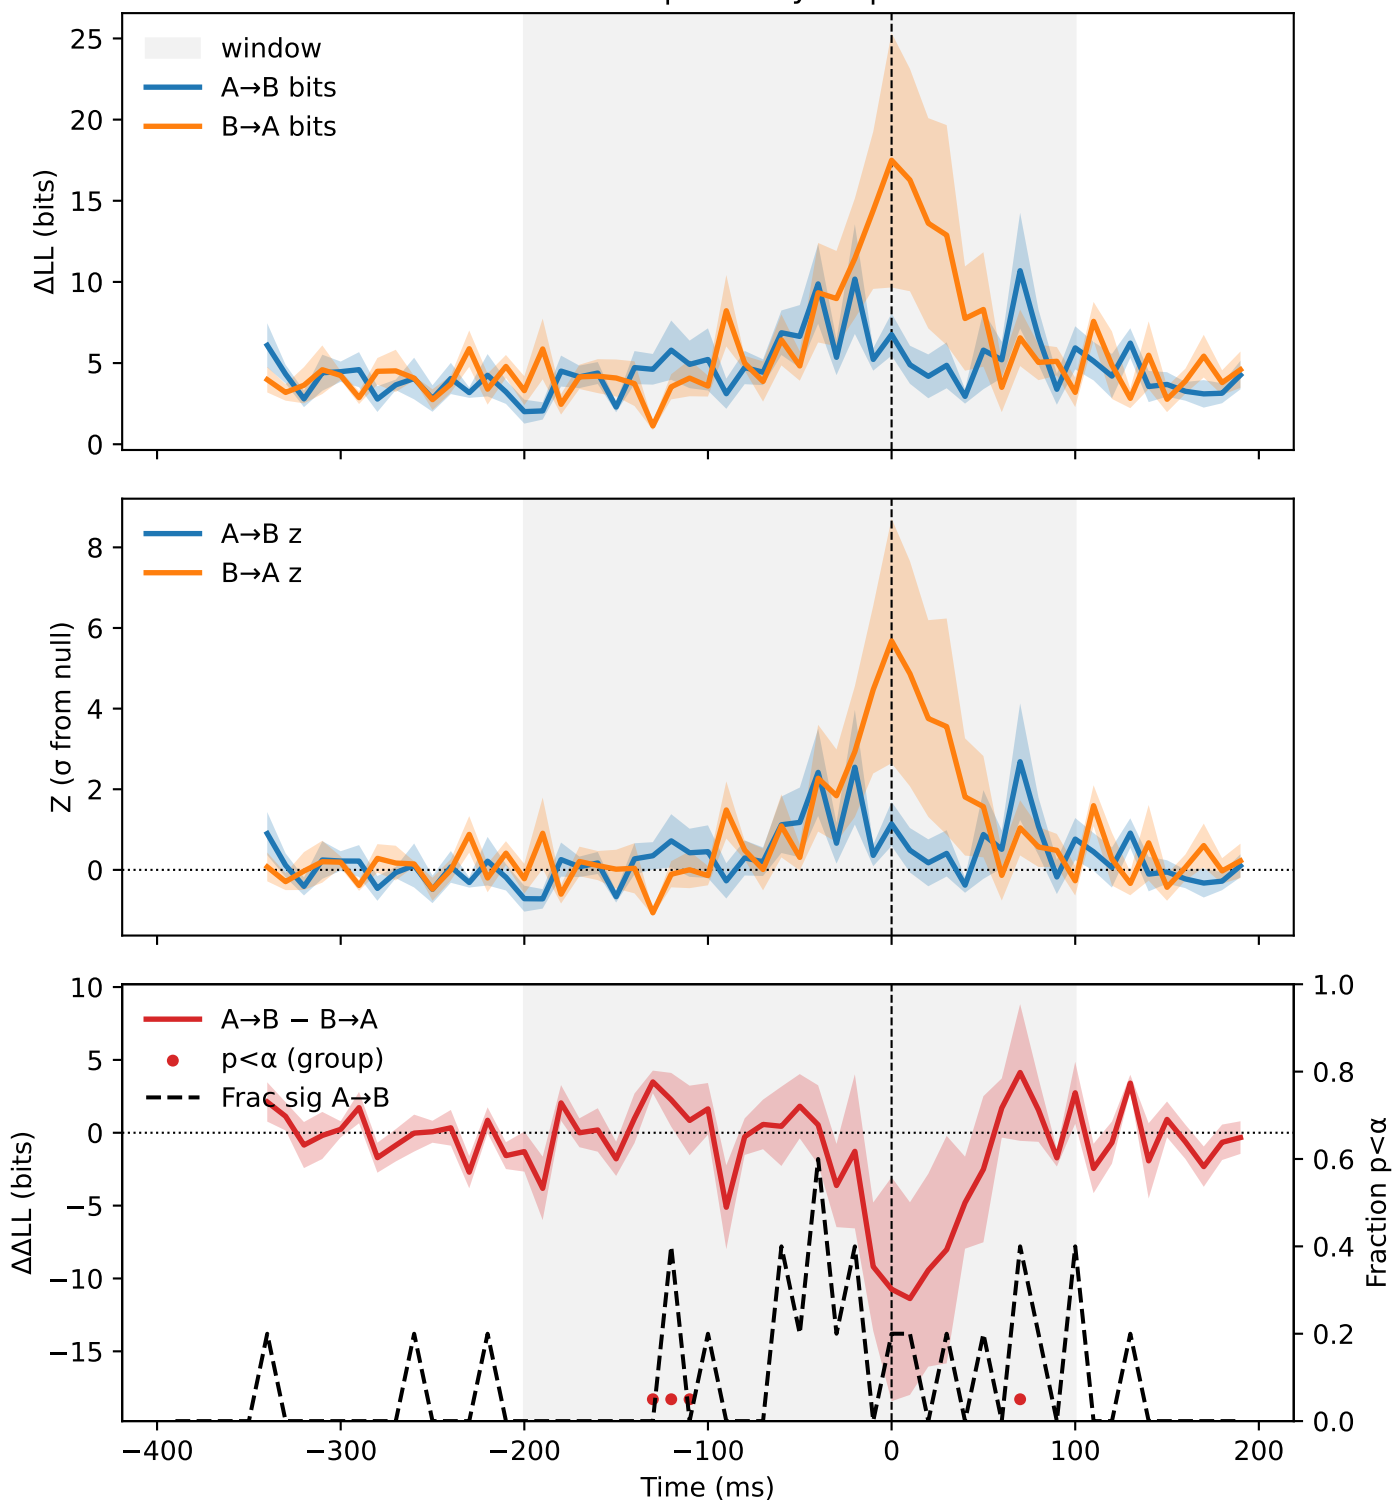 25
20
15
10
5
0
ΔLL (bits)
window
A→B bits
B→A bits
8
6
4
2
0
Z (σ from null)
A→B z
B→A z
10
5
0
−5
−10
−15
ΔΔLL (bits)
A→B − B→A
p<α (group)
Frac sig A→B
1.0
0.8
0.6
0.4
0.2
0.0
Fraction p<α
−400 −300 −200 −100 0 100 200
Time (ms)